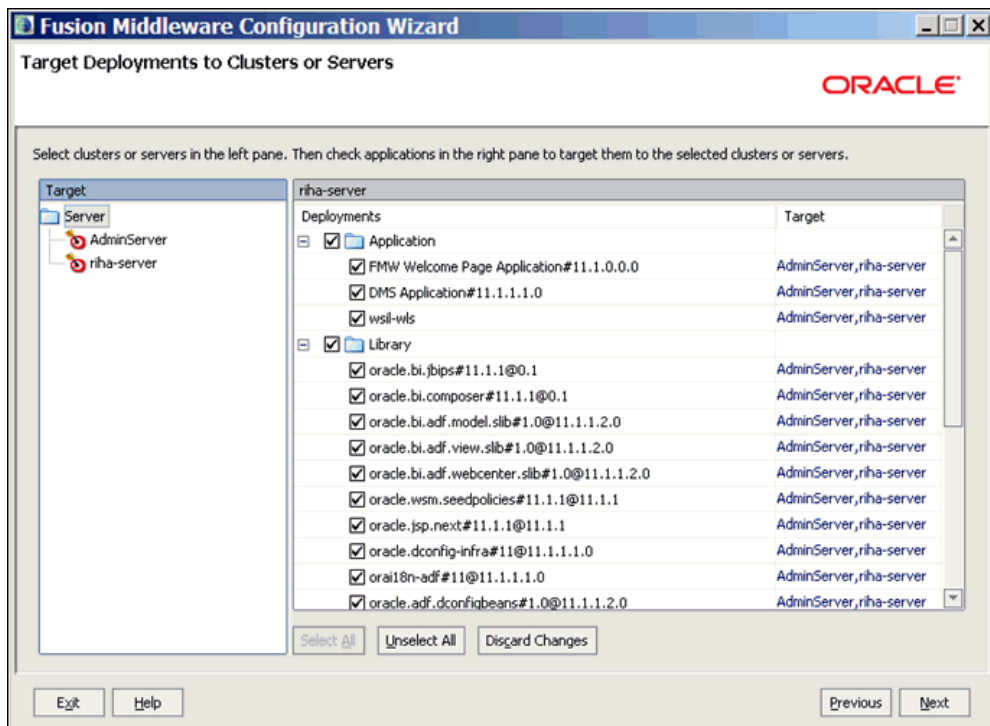 Fusion Middleware Configuration Wizard
Target Deployments to Clusters or Servers
ORACLE
Select clusters or servers in the left pane. Then check applications in the right pane to target them to the selected clusters or servers.
Target
Server
AdminServer
riha-server
riha-server
Deployments Target
Application
FMW Welcome Page Application#11.1.0.0.0 AdminServer,riha-server
DMS Application#11.1.1.1.0 AdminServer,riha-server
wsil-wls AdminServer,riha-server
Library
oracle.bi.jbips#11.1.1@0.1 AdminServer,riha-server
oracle.bi.composer#11.1.1@0.1 AdminServer,riha-server
oracle.bi.adf.model.slib#1.0@11.1.1.2.0 AdminServer,riha-server
oracle.bi.adf.view.slib#1.0@11.1.1.2.0 AdminServer,riha-server
oracle.bi.adf.webcenter.slib#1.0@11.1.1.2.0 AdminServer,riha-server
oracle.wsm.seedpolicies#11.1.1@11.1.1 AdminServer,riha-server
oracle.jsp.next#11.1.1@11.1.1 AdminServer,riha-server
oracle.dconfig-infra#11@11.1.1.1.0 AdminServer,riha-server
orai18n-adf#11@11.1.1.1.0 AdminServer,riha-server
oracle.adf.dconfigbeans#1.0@11.1.1.2.0 AdminServer,riha-server
Select All Unselect All Discard Changes
Exit Help Previous Next